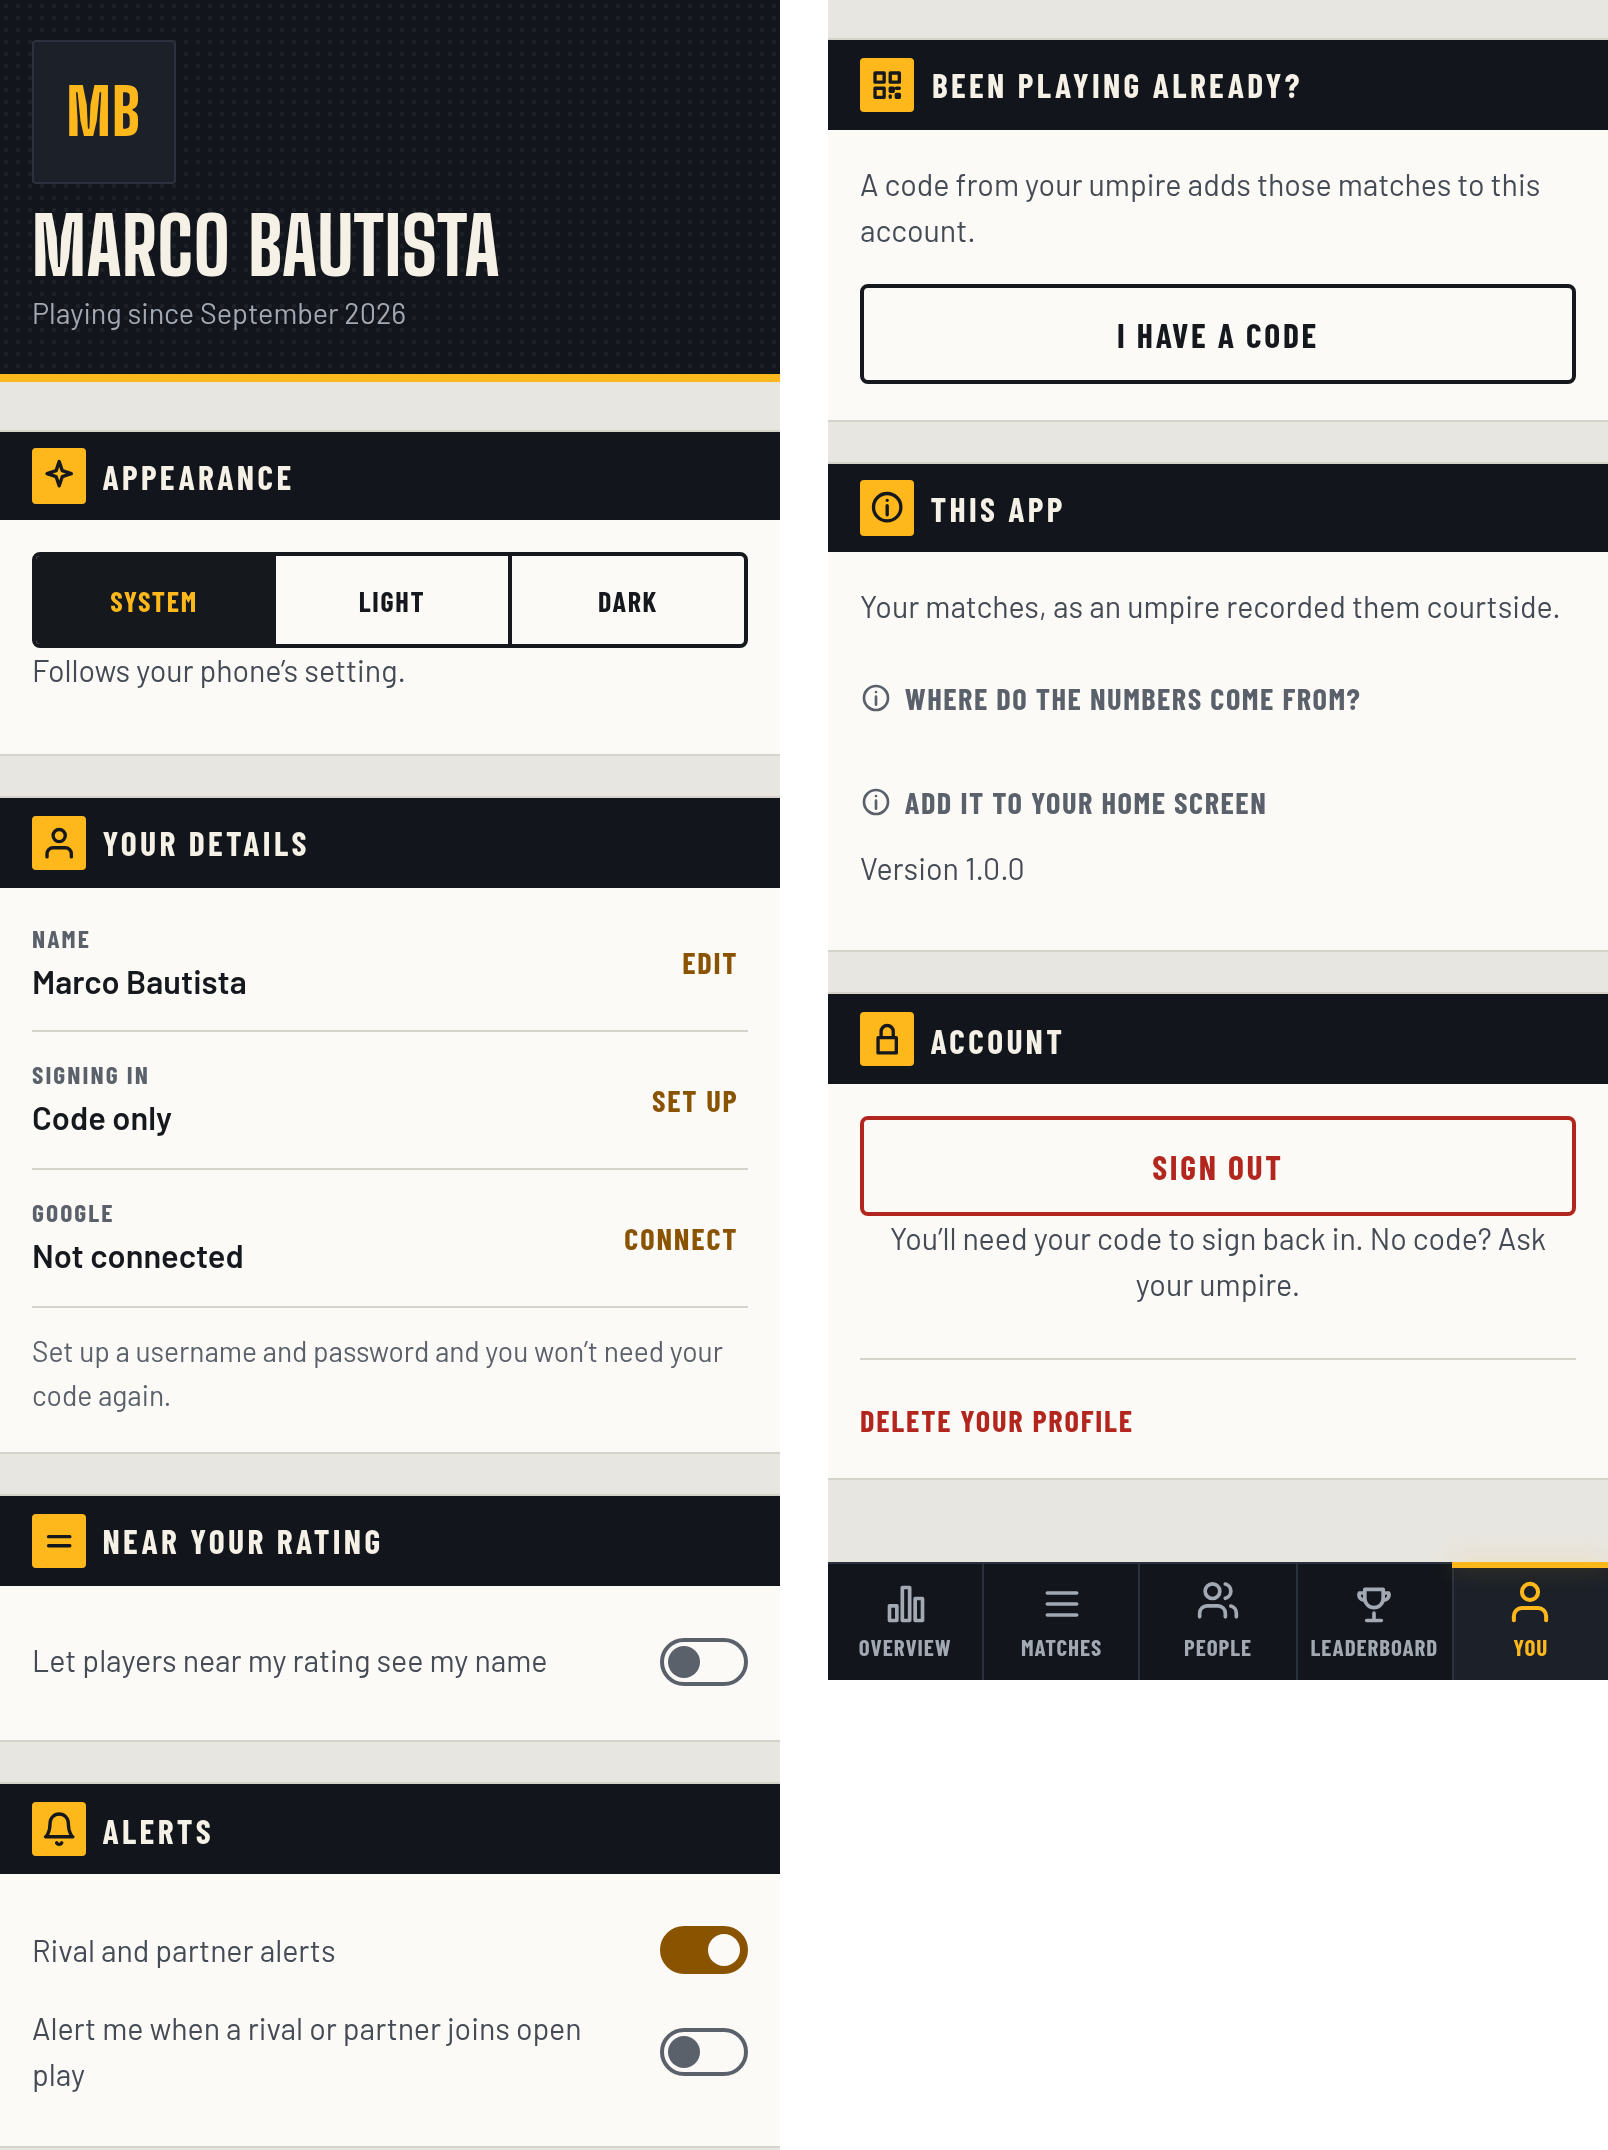 MB
MARCO BAUTISTA
Playing since September 2026
APPEARANCE
SYSTEM
LIGHT
DARK
Follows your phone’s setting.
YOUR DETAILS
NAME
Marco Bautista
EDIT
SIGNING IN
Code only
SET UP
GOOGLE
Not connected
CONNECT
Set up a username and password and you won’t need your
code again.
NEAR YOUR RATING
Let players near my rating see my name
ALERTS
Rival and partner alerts
Alert me when a rival or partner joins open
play
BEEN PLAYING ALREADY?
A code from your umpire adds those matches to this
account.
I HAVE A CODE
THIS APP
Your matches, as an umpire recorded them courtside.
WHERE DO THE NUMBERS COME FROM?
ADD IT TO YOUR HOME SCREEN
Version 1.0.0
ACCOUNT
SIGN OUT
You’ll need your code to sign back in. No code? Ask
your umpire.
DELETE YOUR PROFILE
OVERVIEW
MATCHES
PEOPLE
LEADERBOARD
YOU